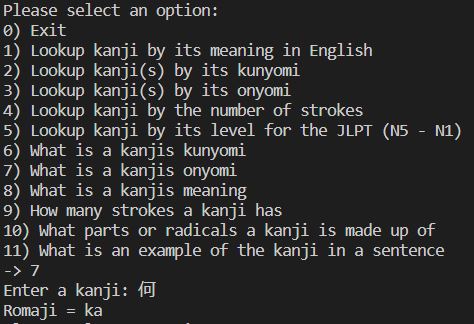 Please select an option:
0) Exit
1) Lookup kanji by its meaning in English
2) Lookup kanji(s) by its kunyomi
3) Lookup kanji(s) by its onyomi
4) Lookup kanji by the number of strokes
5) Lookup kanji by its level for the JLPT (N5 - N1)
6) What is a kanjis kunyomi
7) What is a kanjis onyomi
8) What is a kanjis meaning
9) How many strokes a kanji has
10) What parts or radicals a kanji is made up of
11) What is an example of the kanji in a sentence
-> 7
Enter a kanji: 何
Romaji = ka